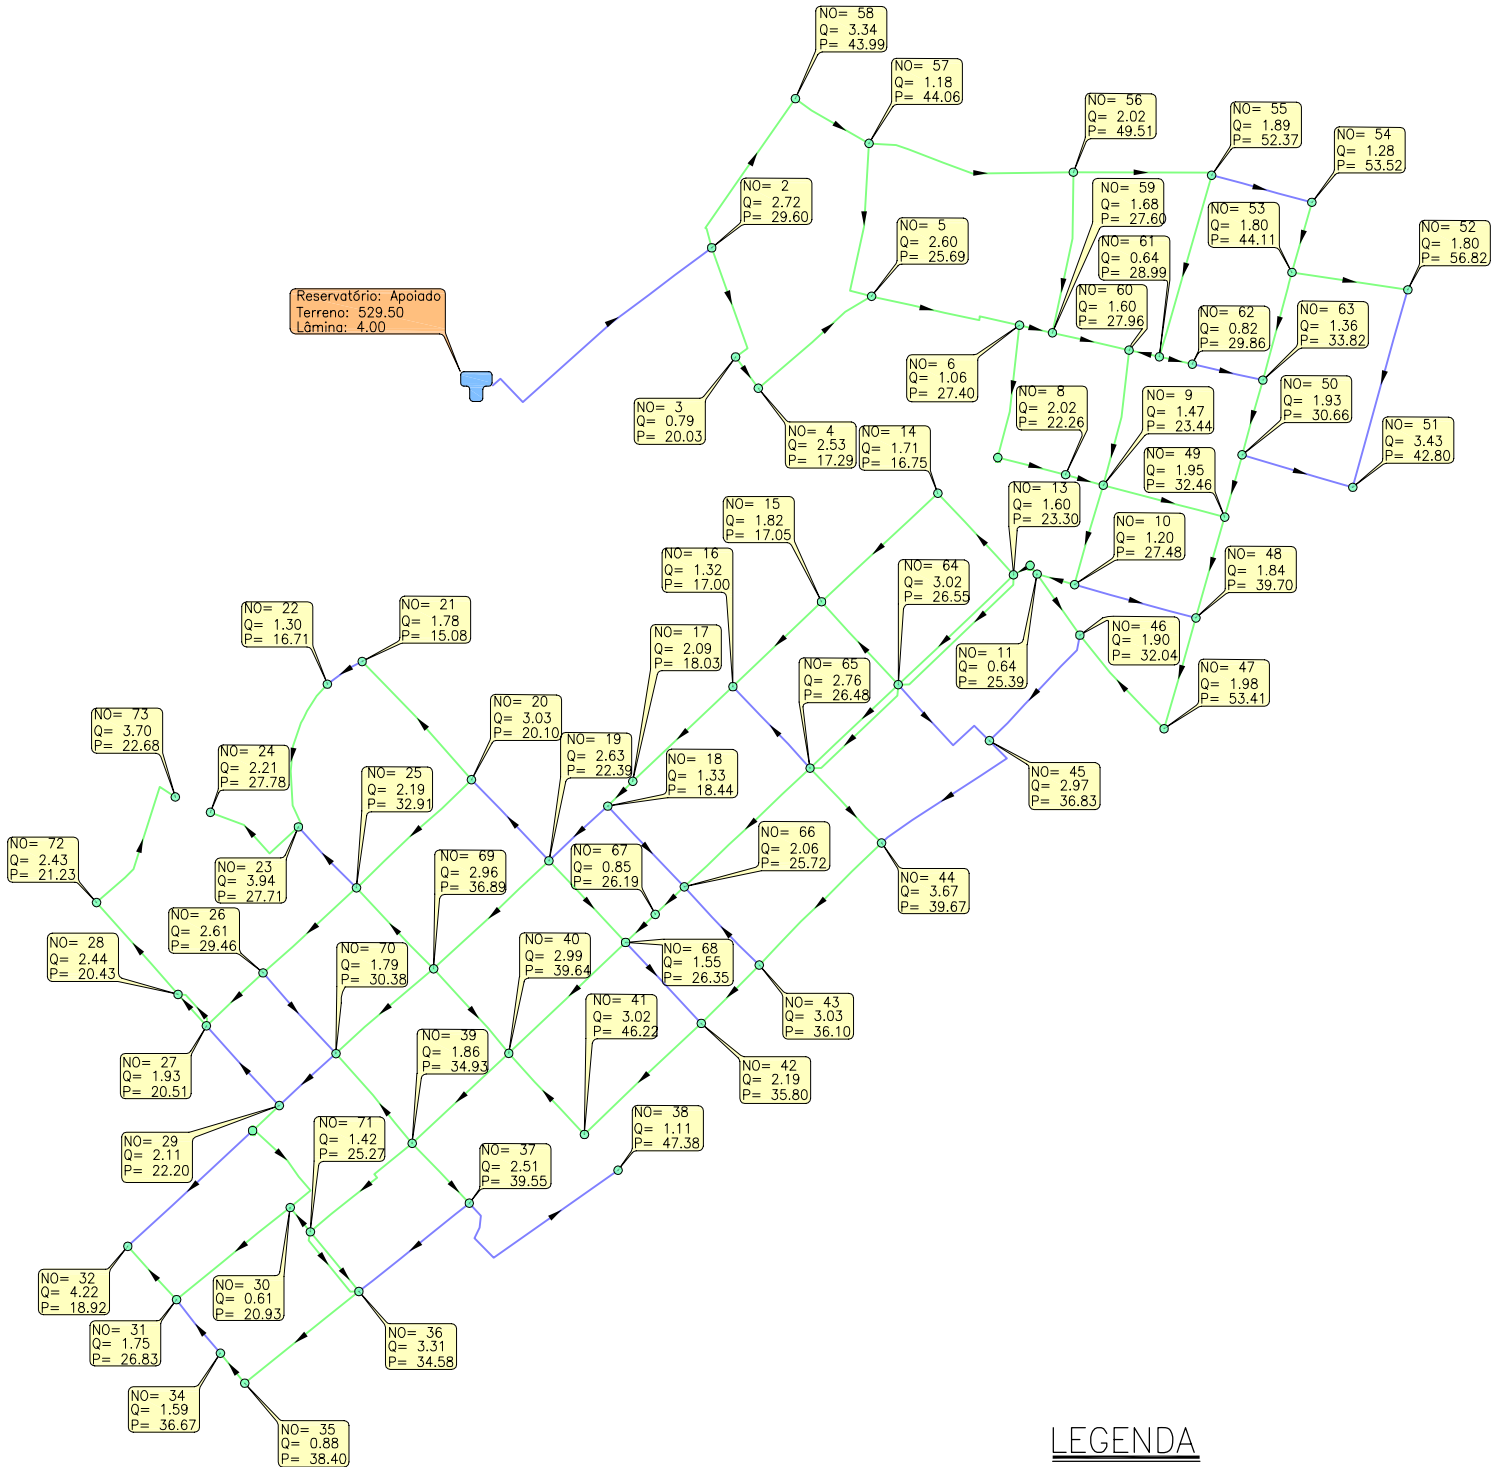 NO= 58
Q= 3.34
P= 43.99
NO= 57
Q= 1.18
P= 44.06
NO= 56
Q= 2.02
P= 49.51
NO= 55
Q= 1.89
P= 52.37
NO= 54
Q= 1.28
P= 53.52
NO= 2
Q= 2.72
P= 29.60
NO= 59
Q= 1.68
P= 27.60
NO= 53
Q= 1.80
P= 44.11
NO= 5
Q= 2.60
P= 25.69
NO= 52
Q= 1.80
P= 56.82
NO= 61
Q= 0.64
P= 28.99
Reservatório: Apoiado
Terreno: 529.50
Lâmina: 4.00
NO= 60
Q= 1.60
P= 27.96
NO= 62
Q= 0.82
P= 29.86
NO= 63
Q= 1.36
P= 33.82
NO= 6
Q= 1.06
P= 27.40
NO= 8
Q= 2.02
P= 22.26
NO= 9
Q= 1.47
P= 23.44
NO= 50
Q= 1.93
P= 30.66
NO= 3
Q= 0.79
P= 20.03
NO= 4
Q= 2.53
P= 17.29
NO= 14
Q= 1.71
P= 16.75
NO= 51
Q= 3.43
P= 42.80
NO= 49
Q= 1.95
P= 32.46
NO= 13
Q= 1.60
P= 23.30
NO= 15
Q= 1.82
P= 17.05
NO= 10
Q= 1.20
P= 27.48
NO= 16
Q= 1.32
P= 17.00
NO= 64
Q= 3.02
P= 26.55
NO= 48
Q= 1.84
P= 39.70
NO= 22
Q= 1.30
P= 16.71
NO= 21
Q= 1.78
P= 15.08
NO= 17
Q= 2.09
P= 18.03
NO= 46
Q= 1.90
P= 32.04
NO= 11
Q= 0.64
P= 25.39
NO= 65
Q= 2.76
P= 26.48
NO= 47
Q= 1.98
P= 53.41
NO= 73
Q= 3.70
P= 22.68
NO= 20
Q= 3.03
P= 20.10
NO= 24
Q= 2.21
P= 27.78
NO= 19
Q= 2.63
P= 22.39
NO= 18
Q= 1.33
P= 18.44
NO= 25
Q= 2.19
P= 32.91
NO= 45
Q= 2.97
P= 36.83
NO= 72
Q= 2.43
P= 21.23
NO= 23
Q= 3.94
P= 27.71
NO= 69
Q= 2.96
P= 36.89
NO= 67
Q= 0.85
P= 26.19
NO= 66
Q= 2.06
P= 25.72
NO= 44
Q= 3.67
P= 39.67
NO= 26
Q= 2.61
P= 29.46
NO= 28
Q= 2.44
P= 20.43
NO= 70
Q= 1.79
P= 30.38
NO= 40
Q= 2.99
P= 39.64
NO= 68
Q= 1.55
P= 26.35
NO= 41
Q= 3.02
P= 46.22
NO= 43
Q= 3.03
P= 36.10
NO= 27
Q= 1.93
P= 20.51
NO= 39
Q= 1.86
P= 34.93
NO= 42
Q= 2.19
P= 35.80
NO= 29
Q= 2.11
P= 22.20
NO= 71
Q= 1.42
P= 25.27
NO= 38
Q= 1.11
P= 47.38
NO= 37
Q= 2.51
P= 39.55
NO= 32
Q= 4.22
P= 18.92
NO= 30
Q= 0.61
P= 20.93
NO= 31
Q= 1.75
P= 26.83
NO= 36
Q= 3.31
P= 34.58
NO= 34
Q= 1.59
P= 36.67
NO= 35
Q= 0.88
P= 38.40
LEGENDA